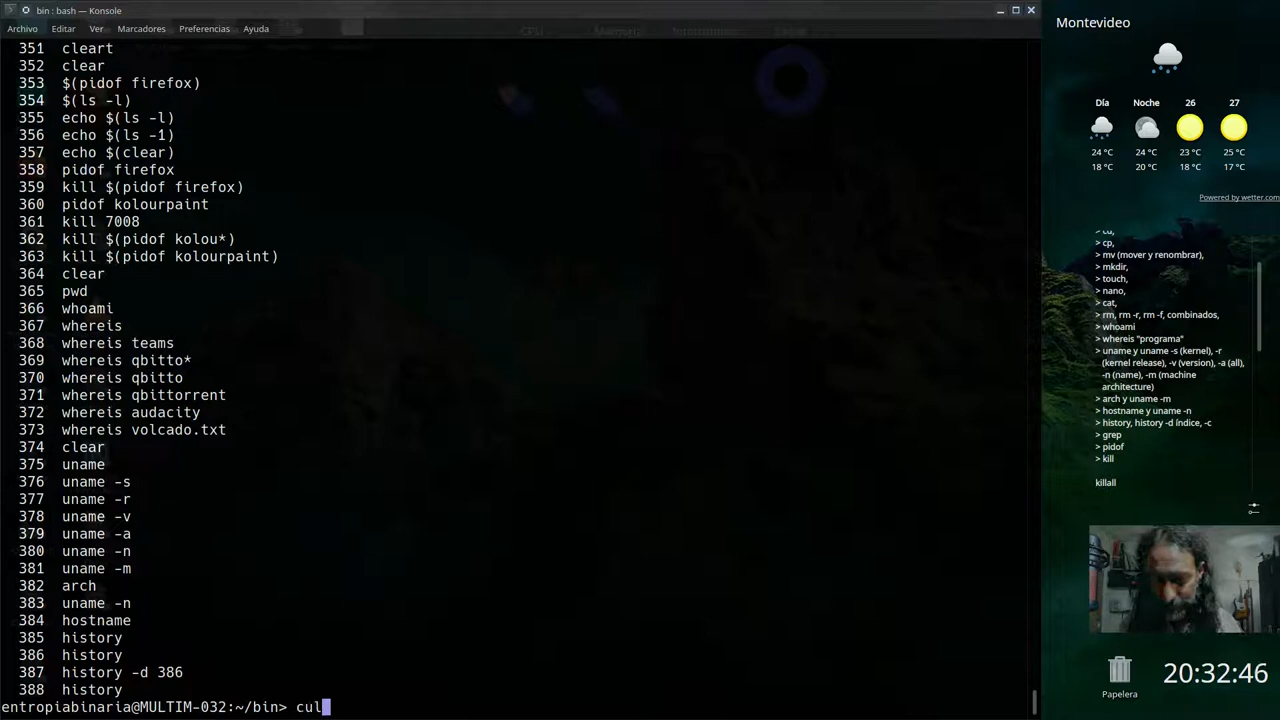 bin : bash — Konsole
Archivo Editar Ver Marcadores Preferencias Ayuda
351 cleart
352 clear
353 $(pidof firefox)
354 $(ls -l)
355 echo $(ls -l)
356 echo $(ls -1)
357 echo $(clear)
358 pidof firefox
359 kill $(pidof firefox)
360 pidof kolourpaint
361 kill 7008
362 kill $(pidof kolou*)
363 kill $(pidof kolourpaint)
364 clear
365 pwd
366 whoami
367 whereis
368 whereis teams
369 whereis qbitto*
370 whereis qbitto
371 whereis qbittorrent
372 whereis audacity
373 whereis volcado.txt
374 clear
375 uname
376 uname -s
377 uname -r
378 uname -v
379 uname -a
380 uname -n
381 uname -m
382 arch
383 uname -n
384 hostname
385 history
386 history
387 history -d 386
388 history
entropiabinaria@MULTIM-032:~/bin> cul
Montevideo
Día Noche 26 27
24 °C 24 °C 23 °C 25 °C
18 °C 20 °C 18 °C 17 °C
Powered by wetter.com
> cd,
> cp,
> mv (mover y renombrar),
> mkdir,
> touch,
> nano,
> cat,
> rm, rm -r, rm -f, combinados,
> whoami
> whereis "programa"
> uname y uname -s (kernel), -r
(kernel release), -v (version), -a (all),
-n (name), -m (machine
architecture)
> arch y uname -m
> hostname y uname -n
> history, history -d índice, -c
> grep
> pidof
> kill
killall
Papelera
20:32:46